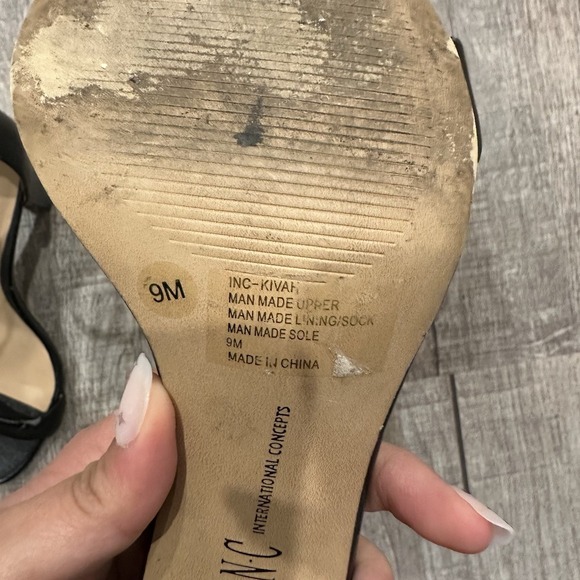 9M
INC-KIVAH
MAN MADE UPPER
MAN MADE LINING/SOCK
MAN MADE SOLE
9M
MADE IN CHINA
N·C
INTERNATIONAL CONCEPTS